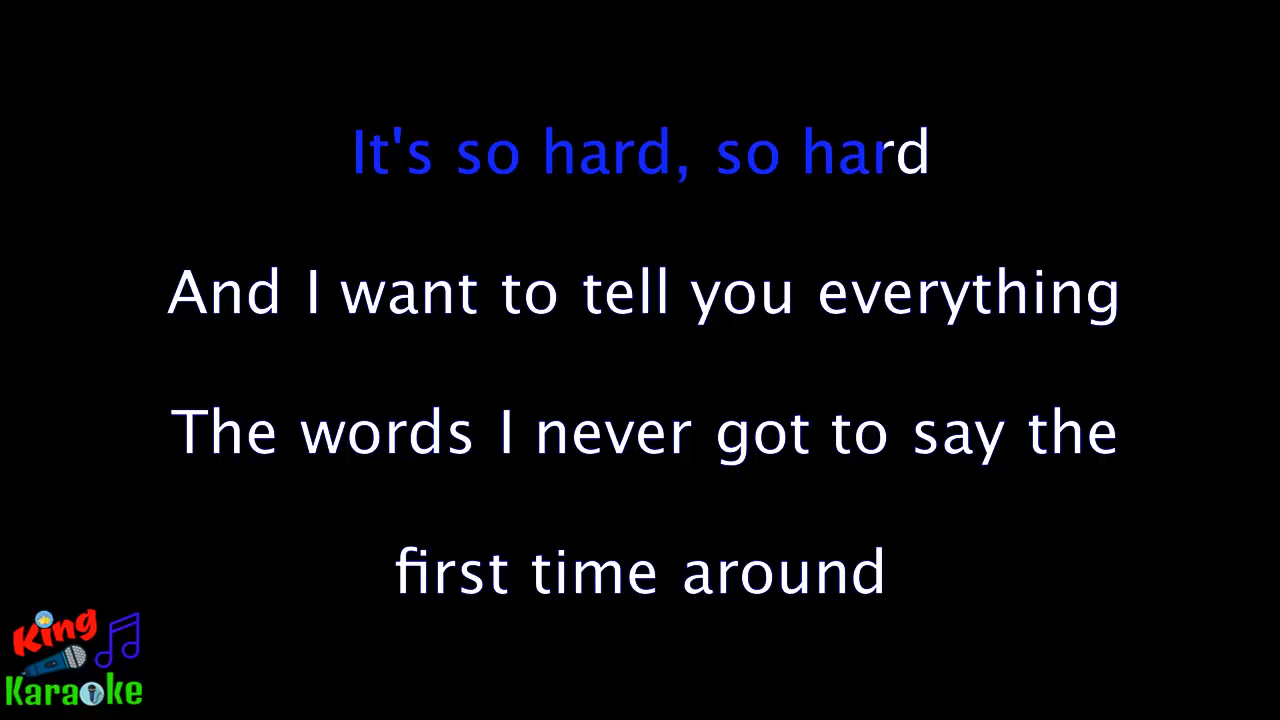 It's so hard, so hard
And I want to tell you everything
The words I never got to say the
first time around
King
Karaoke